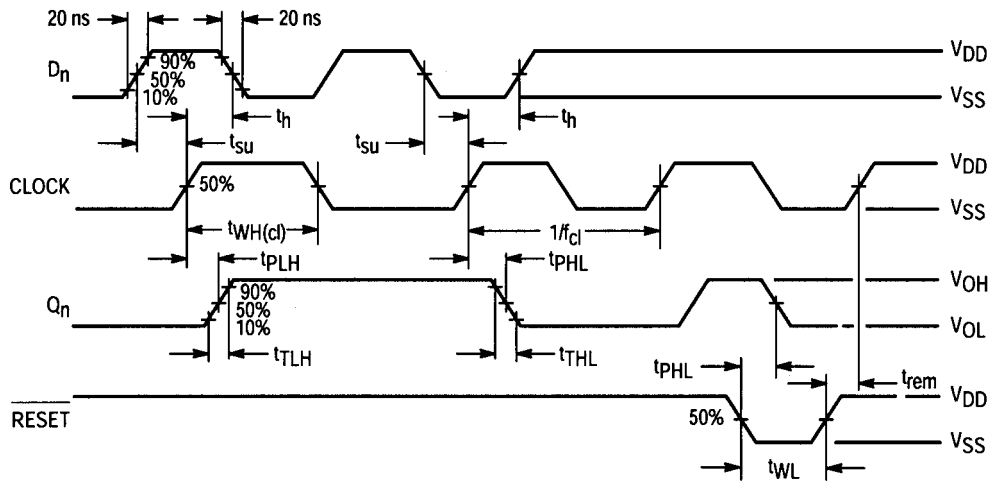 20 ns
20 ns
Dn
90%
50%
10%
VDD
VSS
th
th
tsu
tsu
CLOCK
50%
VDD
VSS
tWH(cl)
1/fcl
tPLH
tPHL
Qn
90%
50%
10%
VOH
VOL
tTLH
tTHL
tPHL
trem
RESET
50%
VDD
VSS
tWL